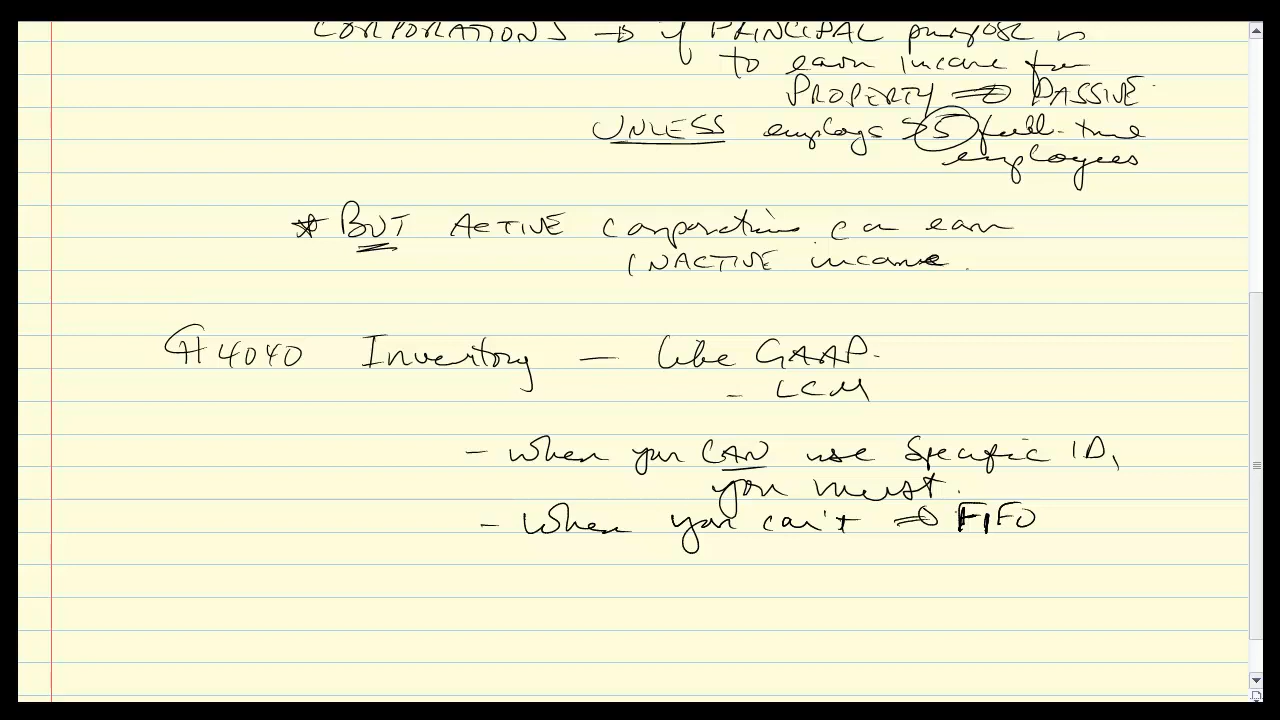 CORPORATIONS → if PRINCIPAL purpose is
to earn income from
PROPERTY ⇒ PASSIVE
UNLESS employs >5 full-time
employees
* BUT ACTIVE corporations can earn
INACTIVE income.
¶4040 Inventory — like GAAP.
- LCM
- When you CAN use Specific ID,
you must.
- When you can't ⇒ FIFO